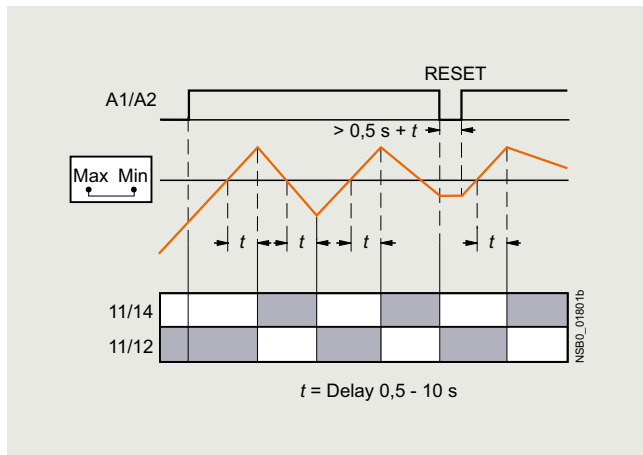 RESET
A1/A2
> 0,5 s + t
Max Min
t t t t
11/14
11/12
NSB0_01801b
t = Delay 0,5 - 10 s